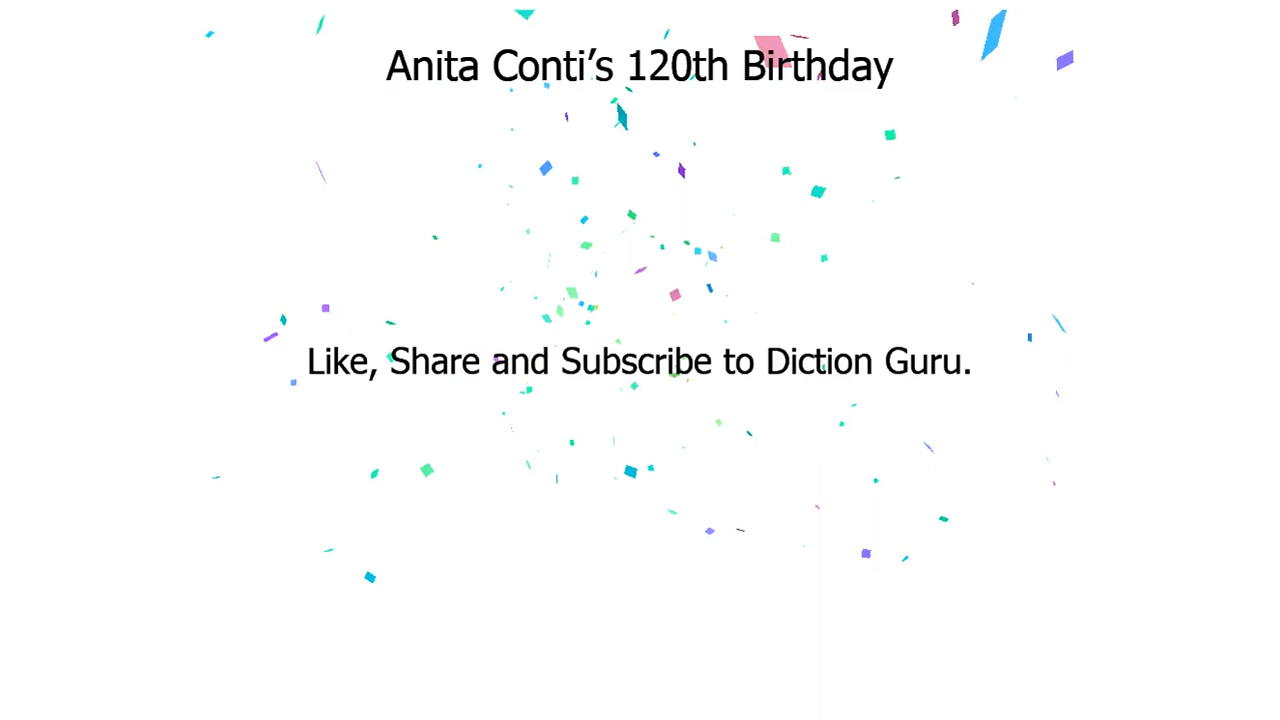 Anita Conti’s 120th Birthday
Like, Share and Subscribe to Diction Guru.